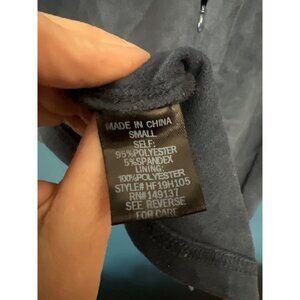 MADE IN CHINA
SMALL
SELF:
95%POLYESTER
5%SPANDEX
LINING:
100%POLYESTER
STYLE# HF19H105
RN#149137
SEE REVERSE
FOR CARE